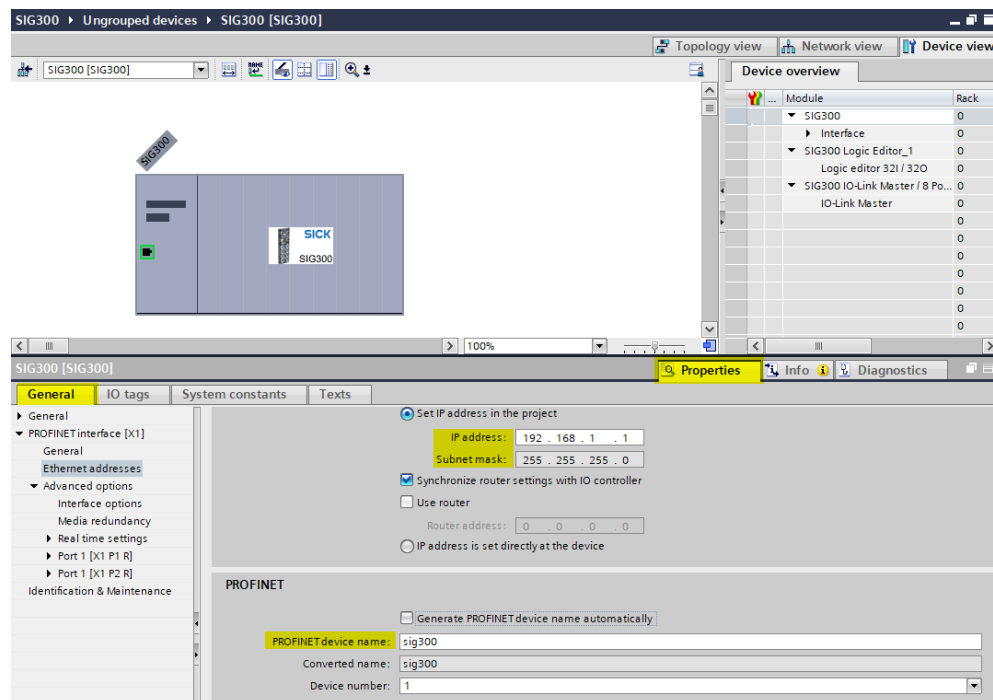 SIG300 ▸ Ungrouped devices ▸ SIG300 [SIG300]
Topology view Network view Device view
SIG300 [SIG300]
Device overview
... Module Rack
SIG300 0
Interface 0
SIG300 Logic Editor_1 0
Logic editor 32I / 32O 0
SIG300 IO-Link Master / 8 Po... 0
IO-Link Master 0
0
0
0
0
0
0
0
SIG300
SICK
SIG300
100%
SIG300 [SIG300]
Properties Info Diagnostics
General IO tags System constants Texts
General
PROFINET interface [X1]
General
Ethernet addresses
Advanced options
Interface options
Media redundancy
Real time settings
Port 1 [X1 P1 R]
Port 1 [X1 P2 R]
Identification & Maintenance
Set IP address in the project
IP address: 192 . 168 . 1 . 1
Subnet mask: 255 . 255 . 255 . 0
Synchronize router settings with IO controller
Use router
Router address: 0 . 0 . 0 . 0
IP address is set directly at the device
PROFINET
Generate PROFINET device name automatically
PROFINET device name: sig300
Converted name: sig300
Device number: 1